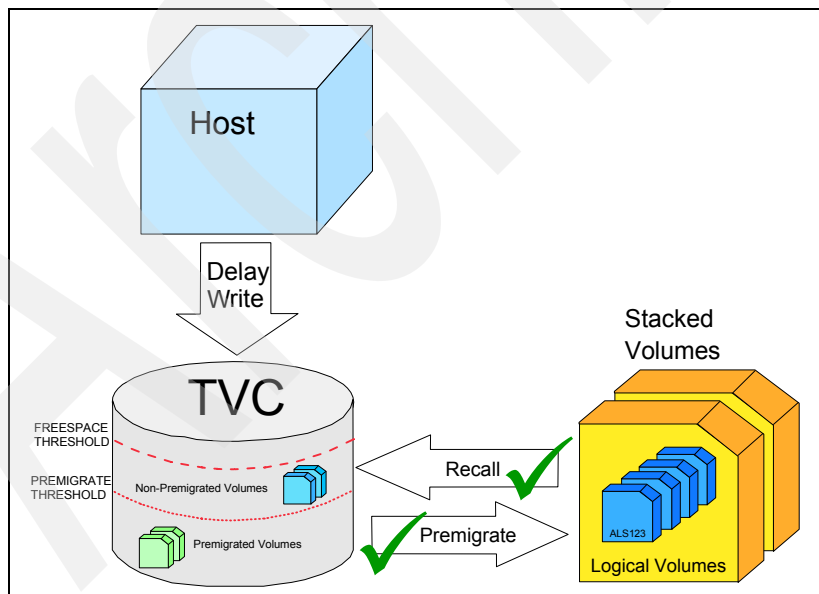 Host
Delay
Write
Stacked
Volumes
TVC
FREESPACE
THRESHOLD
Recall
PREMIGRATE
THRESHOLD
Non-Premigrated Volumes
Premigrate
ALS123
Premigrated Volumes
Logical Volumes